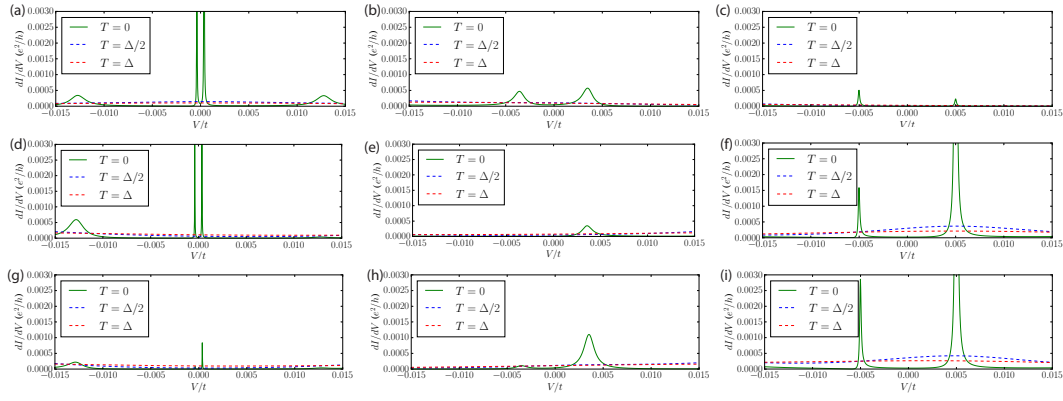 (a)
dI/dV (e²/h)
0.0030
0.0025
0.0020
0.0015
0.0010
0.0005
0.0000
T = 0
T = Δ/2
T = Δ
−0.015 −0.010 −0.005 0.000 0.005 0.010 0.015
V/t
(b)
dI/dV (e²/h)
0.0030
0.0025
0.0020
0.0015
0.0010
0.0005
0.0000
T = 0
T = Δ/2
T = Δ
−0.015 −0.010 −0.005 0.000 0.005 0.010 0.015
V/t
(c)
dI/dV (e²/h)
0.0030
0.0025
0.0020
0.0015
0.0010
0.0005
0.0000
T = 0
T = Δ/2
T = Δ
−0.015 −0.010 −0.005 0.000 0.005 0.010 0.015
V/t
(d)
dI/dV (e²/h)
0.0030
0.0025
0.0020
0.0015
0.0010
0.0005
0.0000
T = 0
T = Δ/2
T = Δ
−0.015 −0.010 −0.005 0.000 0.005 0.010 0.015
V/t
(e)
dI/dV (e²/h)
0.0030
0.0025
0.0020
0.0015
0.0010
0.0005
0.0000
T = 0
T = Δ/2
T = Δ
−0.015 −0.010 −0.005 0.000 0.005 0.010 0.015
V/t
(f)
dI/dV (e²/h)
0.0030
0.0025
0.0020
0.0015
0.0010
0.0005
0.0000
T = 0
T = Δ/2
T = Δ
−0.015 −0.010 −0.005 0.000 0.005 0.010 0.015
V/t
(g)
dI/dV (e²/h)
0.0030
0.0025
0.0020
0.0015
0.0010
0.0005
0.0000
T = 0
T = Δ/2
T = Δ
−0.015 −0.010 −0.005 0.000 0.005 0.010 0.015
V/t
(h)
dI/dV (e²/h)
0.0030
0.0025
0.0020
0.0015
0.0010
0.0005
0.0000
T = 0
T = Δ/2
T = Δ
−0.015 −0.010 −0.005 0.000 0.005 0.010 0.015
V/t
(i)
dI/dV (e²/h)
0.0030
0.0025
0.0020
0.0015
0.0010
0.0005
0.0000
T = 0
T = Δ/2
T = Δ
−0.015 −0.010 −0.005 0.000 0.005 0.010 0.015
V/t